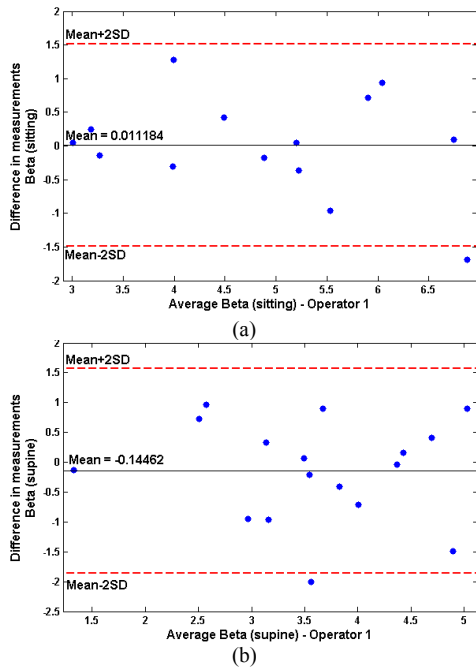 2
Mean+2SD
1.5
1
0.5
Mean = 0.011184
0
-0.5
-1
-1.5
Mean-2SD
-2
Difference in measurements
Beta (sitting)
3 3.5 4 4.5 5 5.5 6 6.5
Average Beta (sitting) - Operator 1
(a)
2
Mean+2SD
1.5
1
0.5
Mean = -0.14462
0
-0.5
-1
-1.5
Mean-2SD
-2
-2.5
Difference in measurements
Beta (supine)
1.5 2 2.5 3 3.5 4 4.5 5
Average Beta (supine) - Operator 1
(b)